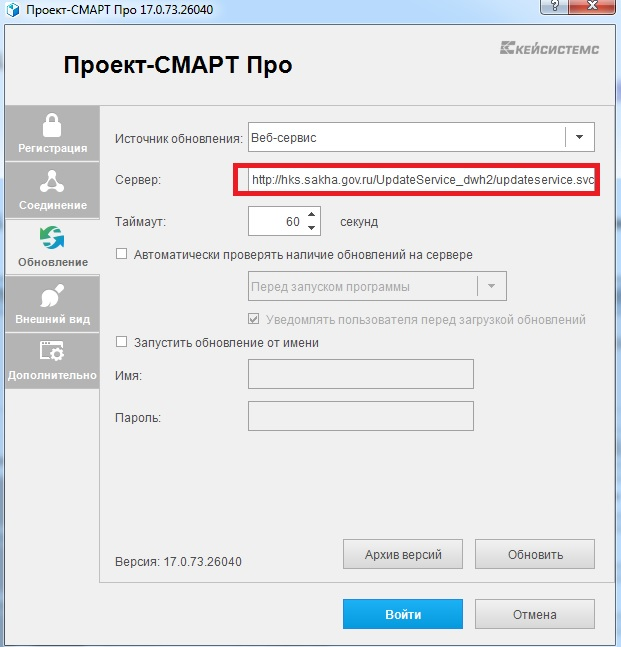 Проект-СМАРТ Про 17.0.73.26040
?
Проект-СМАРТ Про
КЕЙСИСТЕМС
Регистрация
Соединение
Обновление
Внешний вид
Дополнительно
Источник обновления: Веб-сервис
Сервер: http://hks.sakha.gov.ru/UpdateService_dwh2/updateservice.svc
Таймаут: 60 секунд
Автоматически проверять наличие обновлений на сервере
Перед запуском программы
Уведомлять пользователя перед загрузкой обновлений
Запустить обновление от имени
Имя:
Пароль:
Версия: 17.0.73.26040
Архив версий
Обновить
Войти
Отмена